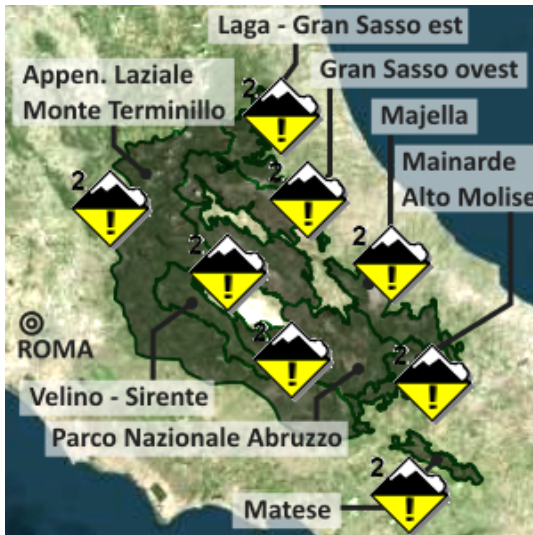 Laga - Gran Sasso est
Appen. Laziale
Monte Terminillo
Gran Sasso ovest
Majella
Mainarde
Alto Molise
2
!
2
!
2
!
2
!
2
!
2
!
2
!
2
!
ROMA
Velino - Sirente
Parco Nazionale Abruzzo
Matese